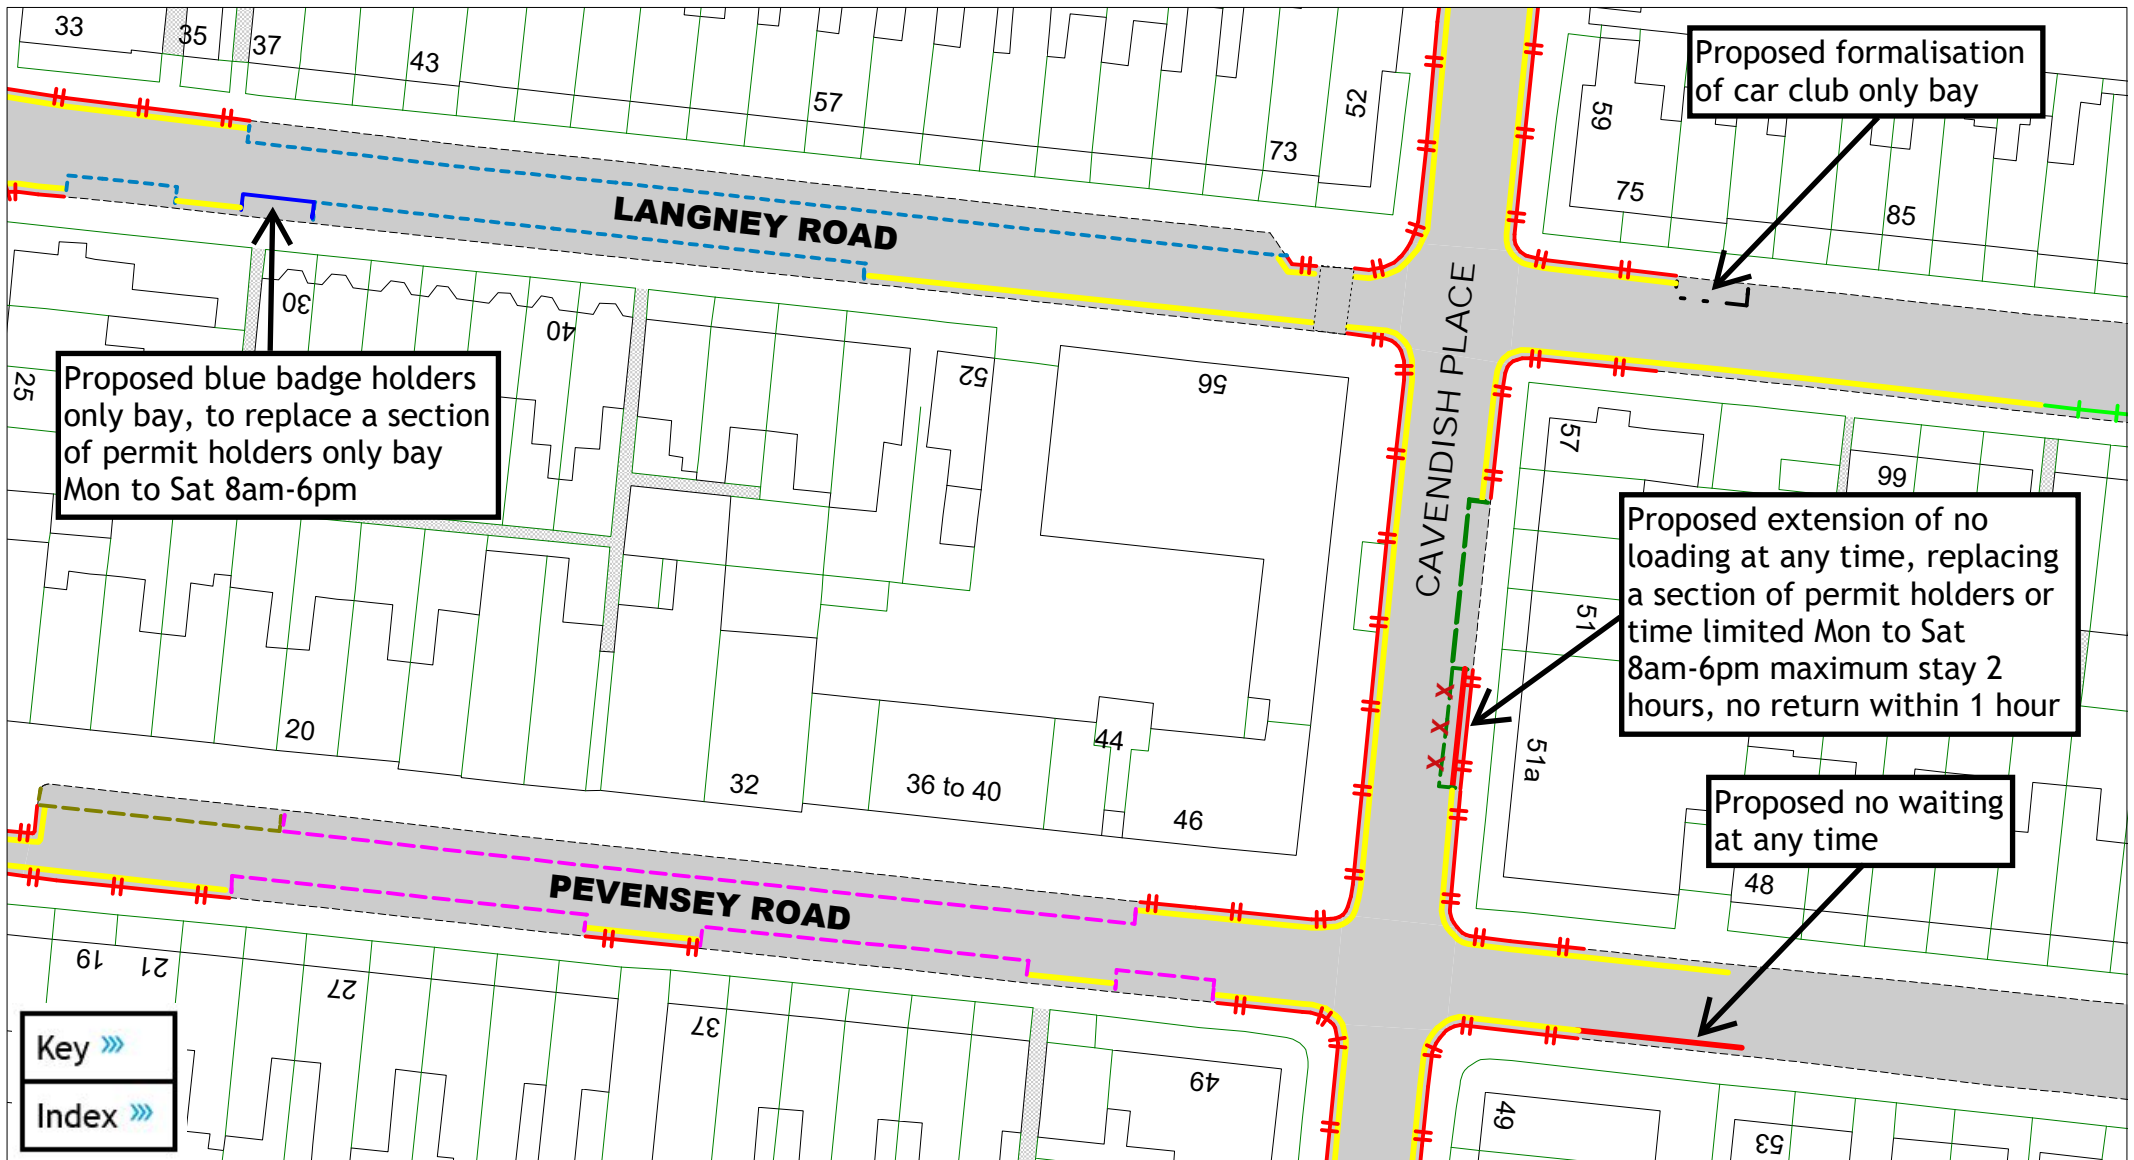 33
35
37
43
57
73
52
59
75
85
Proposed formalisation
of car club only bay
LANGNEY ROAD
CAVENDISH PLACE
30
40
52
56
25
Proposed blue badge holders
only bay, to replace a section
of permit holders only bay
Mon to Sat 8am-6pm
57
66
Proposed extension of no
loading at any time, replacing
a section of permit holders or
time limited Mon to Sat
8am-6pm maximum stay 2
hours, no return within 1 hour
51
51a
x
x
x
20
32
36 to 40
44
46
Proposed no waiting
at any time
48
PEVENSEY ROAD
19
21
27
37
49
49
53
Key »»
Index »»